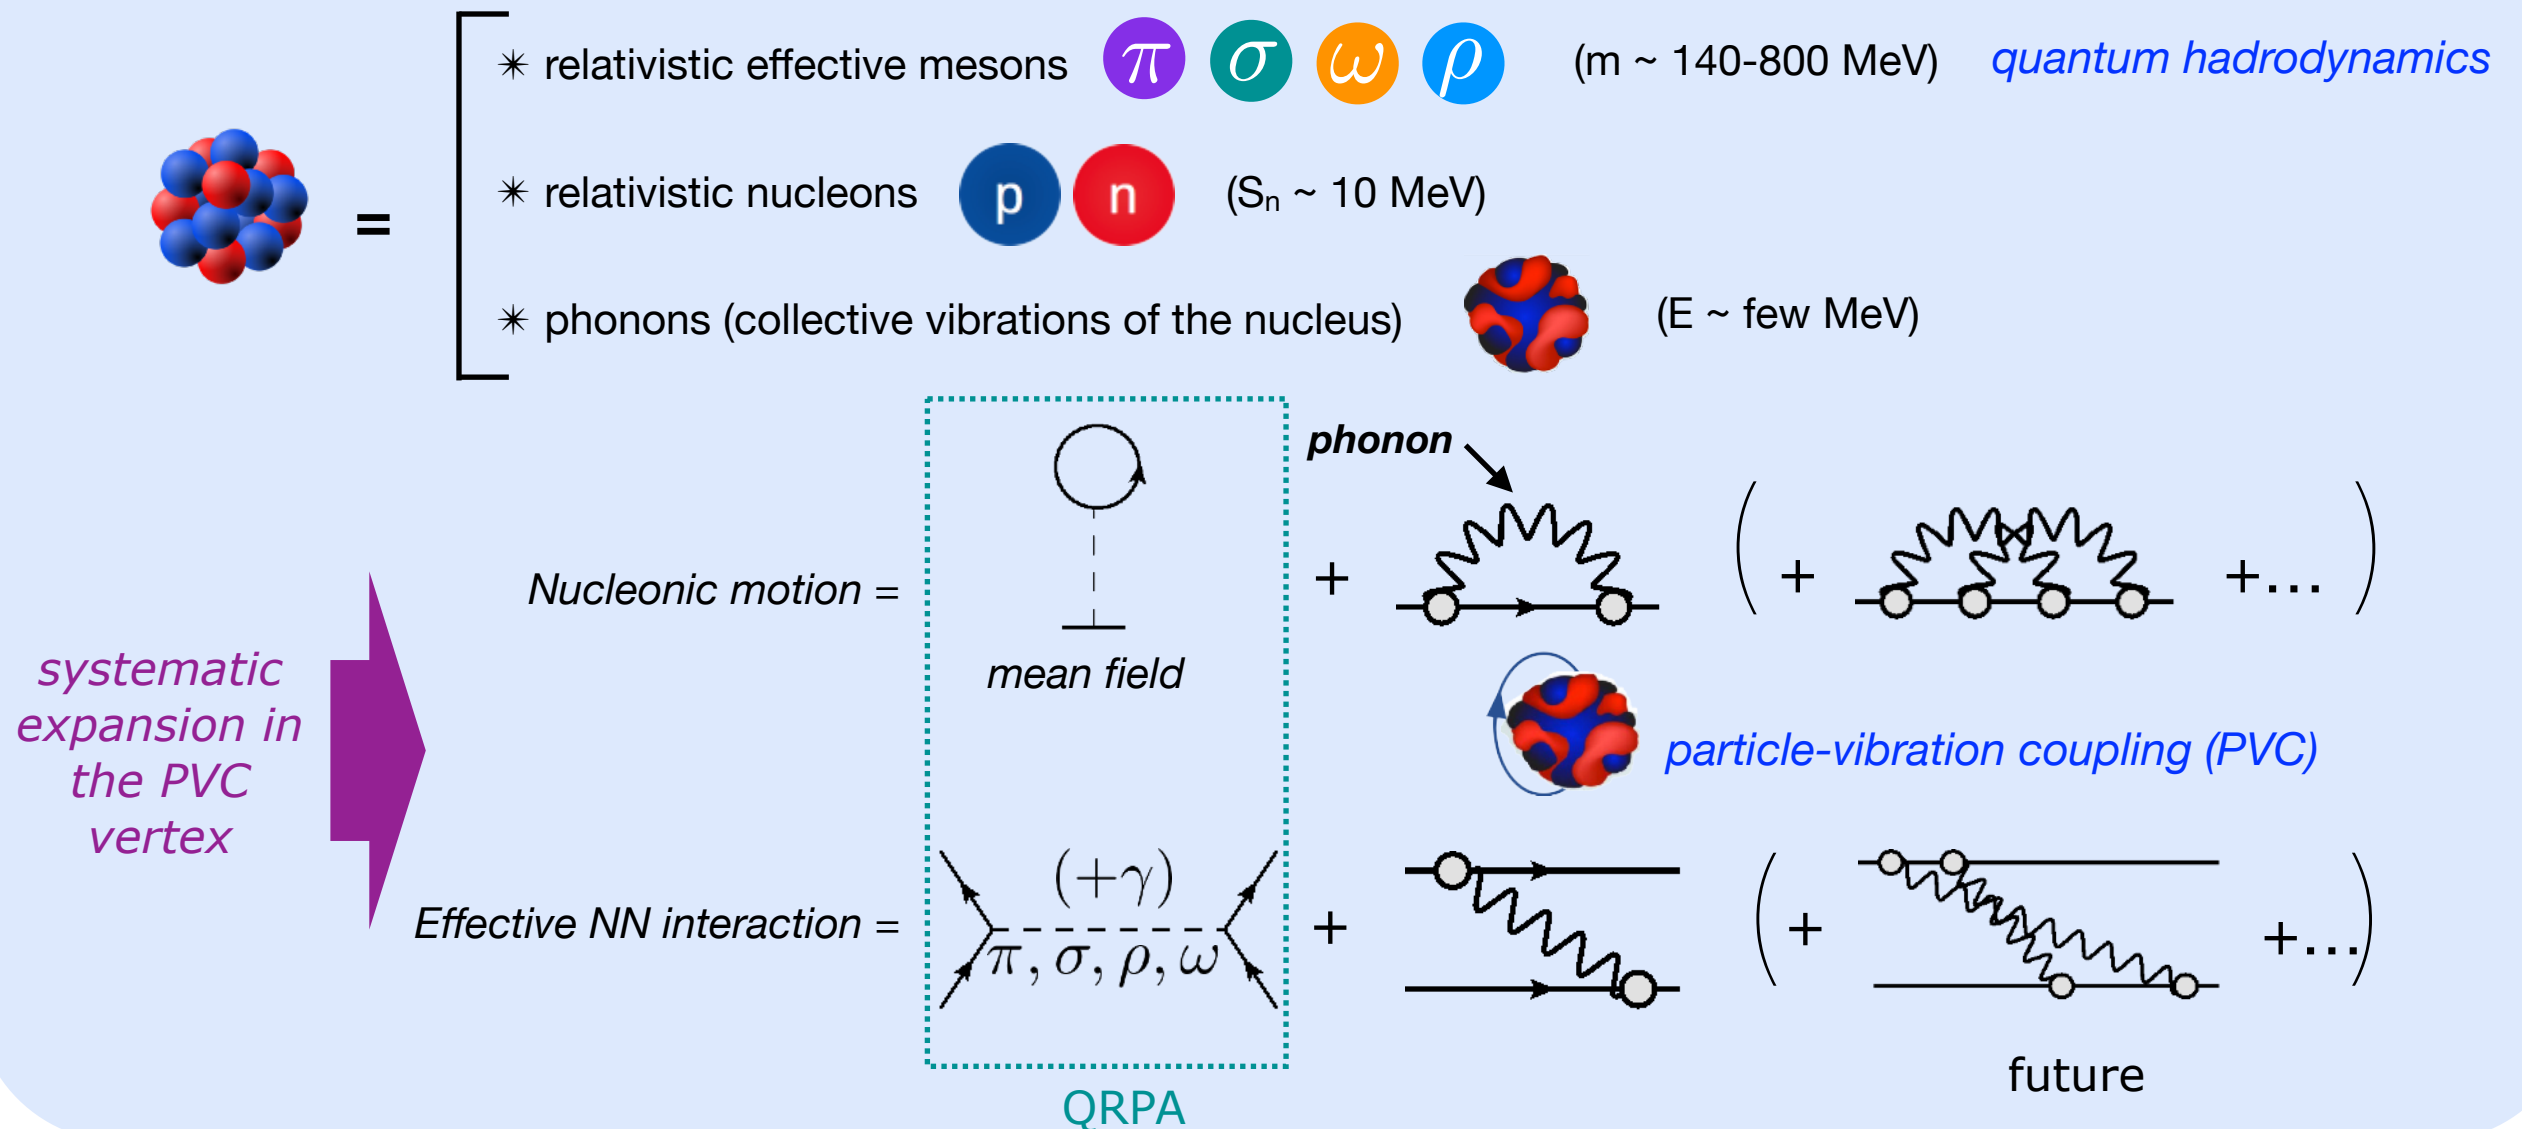 ✴ relativistic effective mesons π σ ω ρ (m ~ 140-800 MeV) quantum hadrodynamics
=
✴ relativistic nucleons p n (Sₙ ~ 10 MeV)
✴ phonons (collective vibrations of the nucleus) (E ~ few MeV)
phonon
Nucleonic motion = + ( + +... )
mean field
systematic
expansion in
the PVC
vertex
particle-vibration coupling (PVC)
Effective NN interaction = (+γ) + ( + +... )
π, σ, ρ, ω
future
QRPA